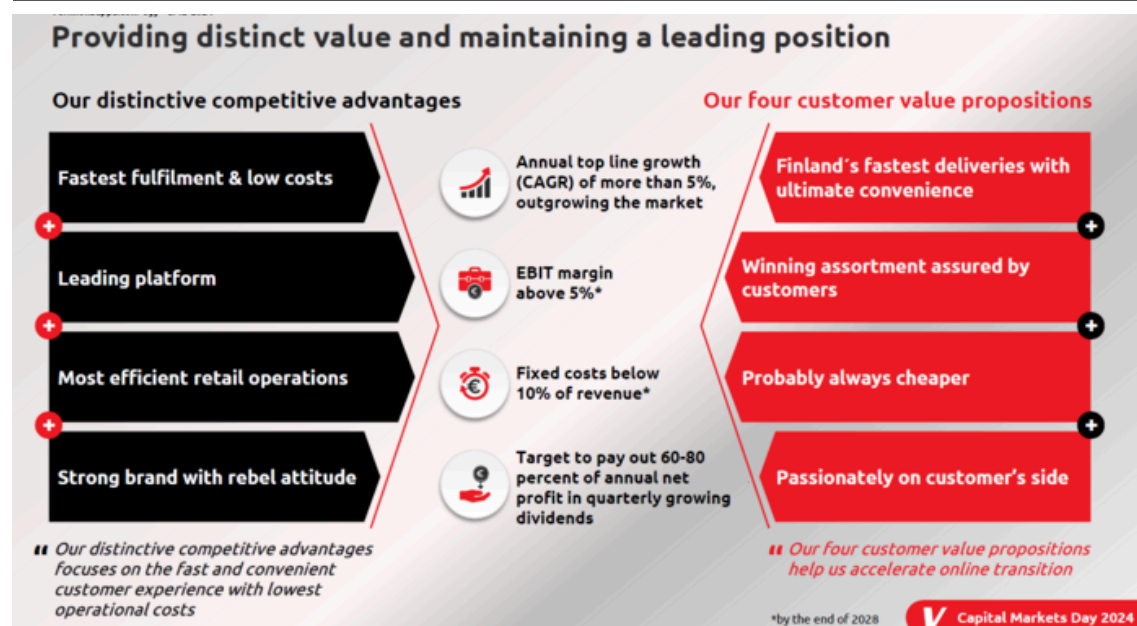 Providing distinct value and maintaining a leading position
Our distinctive competitive advantages
Fastest fulfilment & low costs
Leading platform
Most efficient retail operations
Strong brand with rebel attitude
" Our distinctive competitive advantages
focuses on the fast and convenient
customer experience with lowest
operational costs
Annual top line growth
(CAGR) of more than 5%,
outgrowing the market
EBIT margin
above 5%*
Fixed costs below
10% of revenue*
Target to pay out 60-80
percent of annual net
profit in quarterly growing
dividends
Our four customer value propositions
Finland´s fastest deliveries with
ultimate convenience
Winning assortment assured by
customers
Probably always cheaper
Passionately on customer's side
" Our four customer value propositions
help us accelerate online transition
*by the end of 2028
V Capital Markets Day 2024